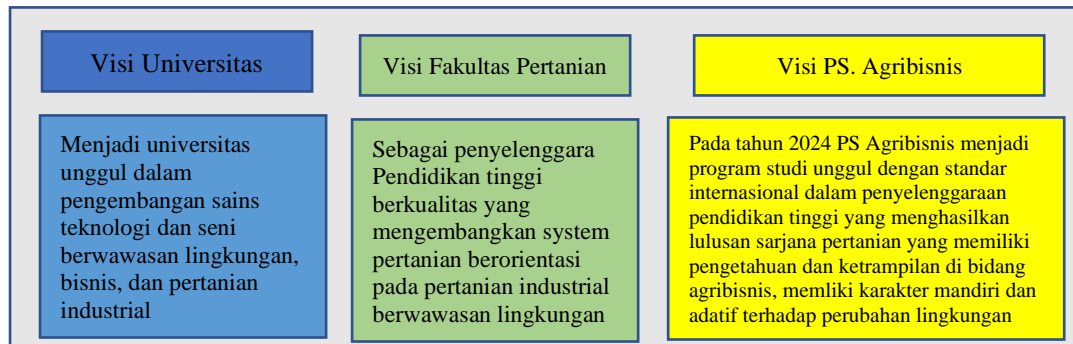 Visi Universitas
Menjadi universitas
unggul dalam
pengembangan sains
teknologi dan seni
berwawasan lingkungan,
bisnis, dan pertanian
industrial
Visi Fakultas Pertanian
Sebagai penyelenggara
Pendidikan tinggi
berkualitas yang
mengembangkan system
pertanian berorientasi
pada pertanian industrial
berwawasan lingkungan
Visi PS. Agribisnis
Pada tahun 2024 PS Agribisnis menjadi
program studi unggul dengan standar
internasional dalam penyelenggaraan
pendidikan tinggi yang menghasilkan
lulusan sarjana pertanian yang memiliki
pengetahuan dan ketrampilan di bidang
agribisnis, memliki karakter mandiri dan
adatif terhadap perubahan lingkungan